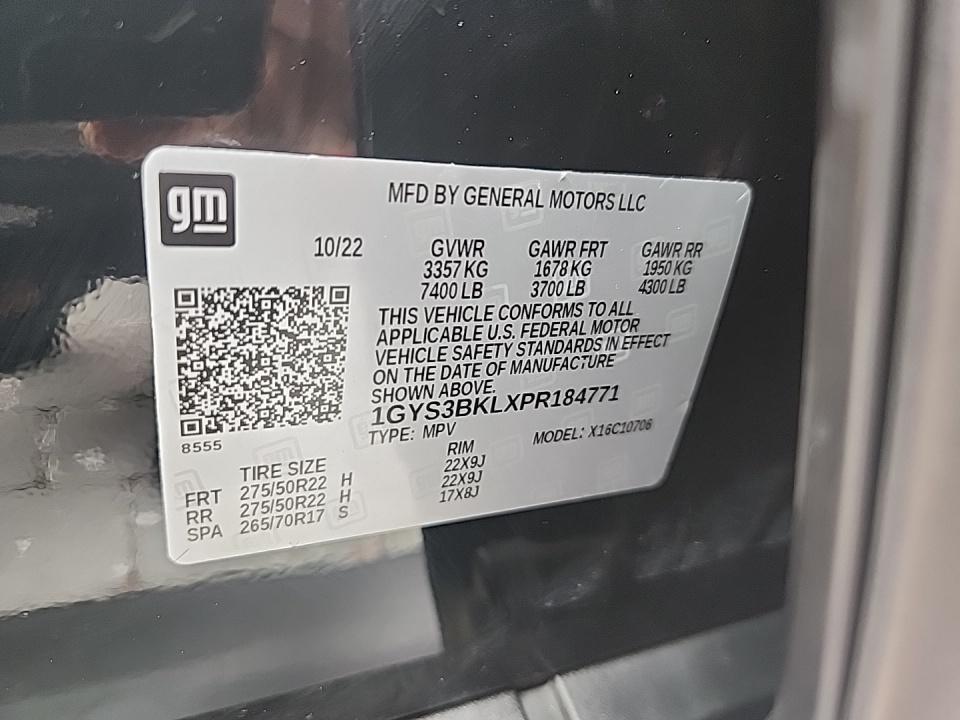 gm
MFD BY GENERAL MOTORS LLC
10/22 GVWR GAWR FRT GAWR RR
3357 KG 1678 KG 1950 KG
7400 LB 3700 LB 4300 LB
THIS VEHICLE CONFORMS TO ALL
APPLICABLE U.S. FEDERAL MOTOR
VEHICLE SAFETY STANDARDS IN EFFECT
ON THE DATE OF MANUFACTURE
SHOWN ABOVE.
1GYS3BKLXPR184771
TYPE: MPV MODEL: X16C10706
8555
TIRE SIZE RIM
FRT 275/50R22 H 22X9J
RR 275/50R22 H 22X9J
SPA 265/70R17 S 17X8J